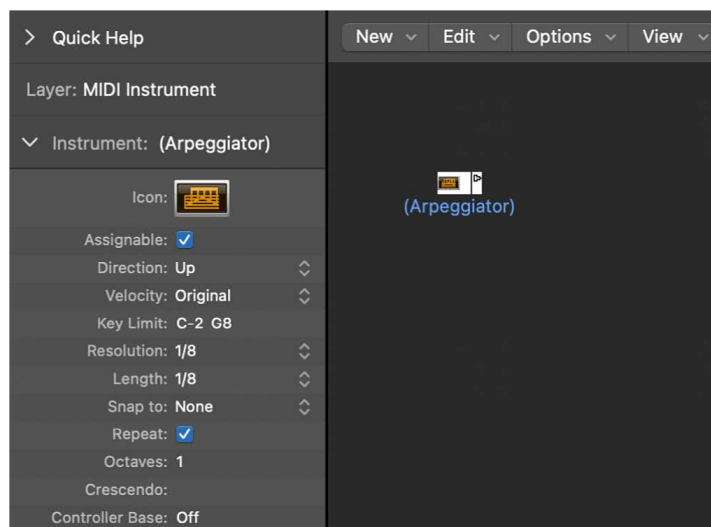 Quick Help
New Edit Options View
Layer: MIDI Instrument
Instrument: (Arpeggiator)
Icon:
(Arpeggiator)
Assignable:
Direction: Up
Velocity: Original
Key Limit: C-2 G8
Resolution: 1/8
Length: 1/8
Snap to: None
Repeat:
Octaves: 1
Crescendo:
Controller Base: Off